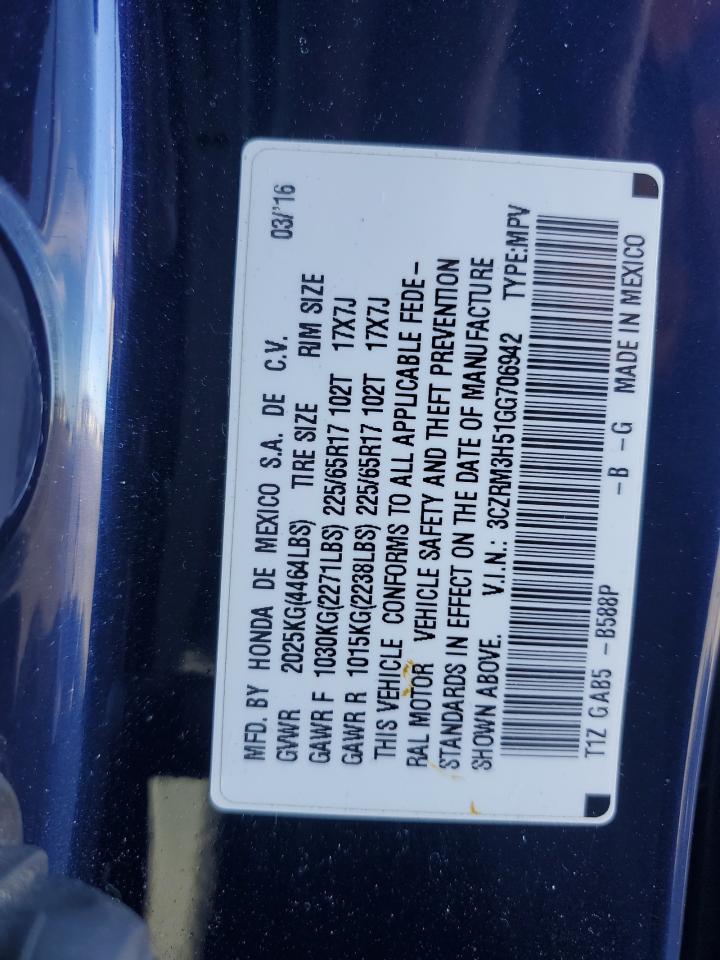 MFD. BY HONDA DE MEXICO S.A. DE C.V. 03/'16
GVWR 2025KG(4464LBS) TIRE SIZE RIM SIZE
GAWR F 1030KG(2271LBS) 225/65R17 102T 17X7J
GAWR R 1015KG(2238LBS) 225/65R17 102T 17X7J
THIS VEHICLE CONFORMS TO ALL APPLICABLE FEDE-
RAL MOTOR VEHICLE SAFETY AND THEFT PREVENTION
STANDARDS IN EFFECT ON THE DATE OF MANUFACTURE
SHOWN ABOVE. V.I.N.: 3CZRM3H51GG706942 TYPE:MPV
T1Z GAB5 -B588P -B -G MADE IN MEXICO